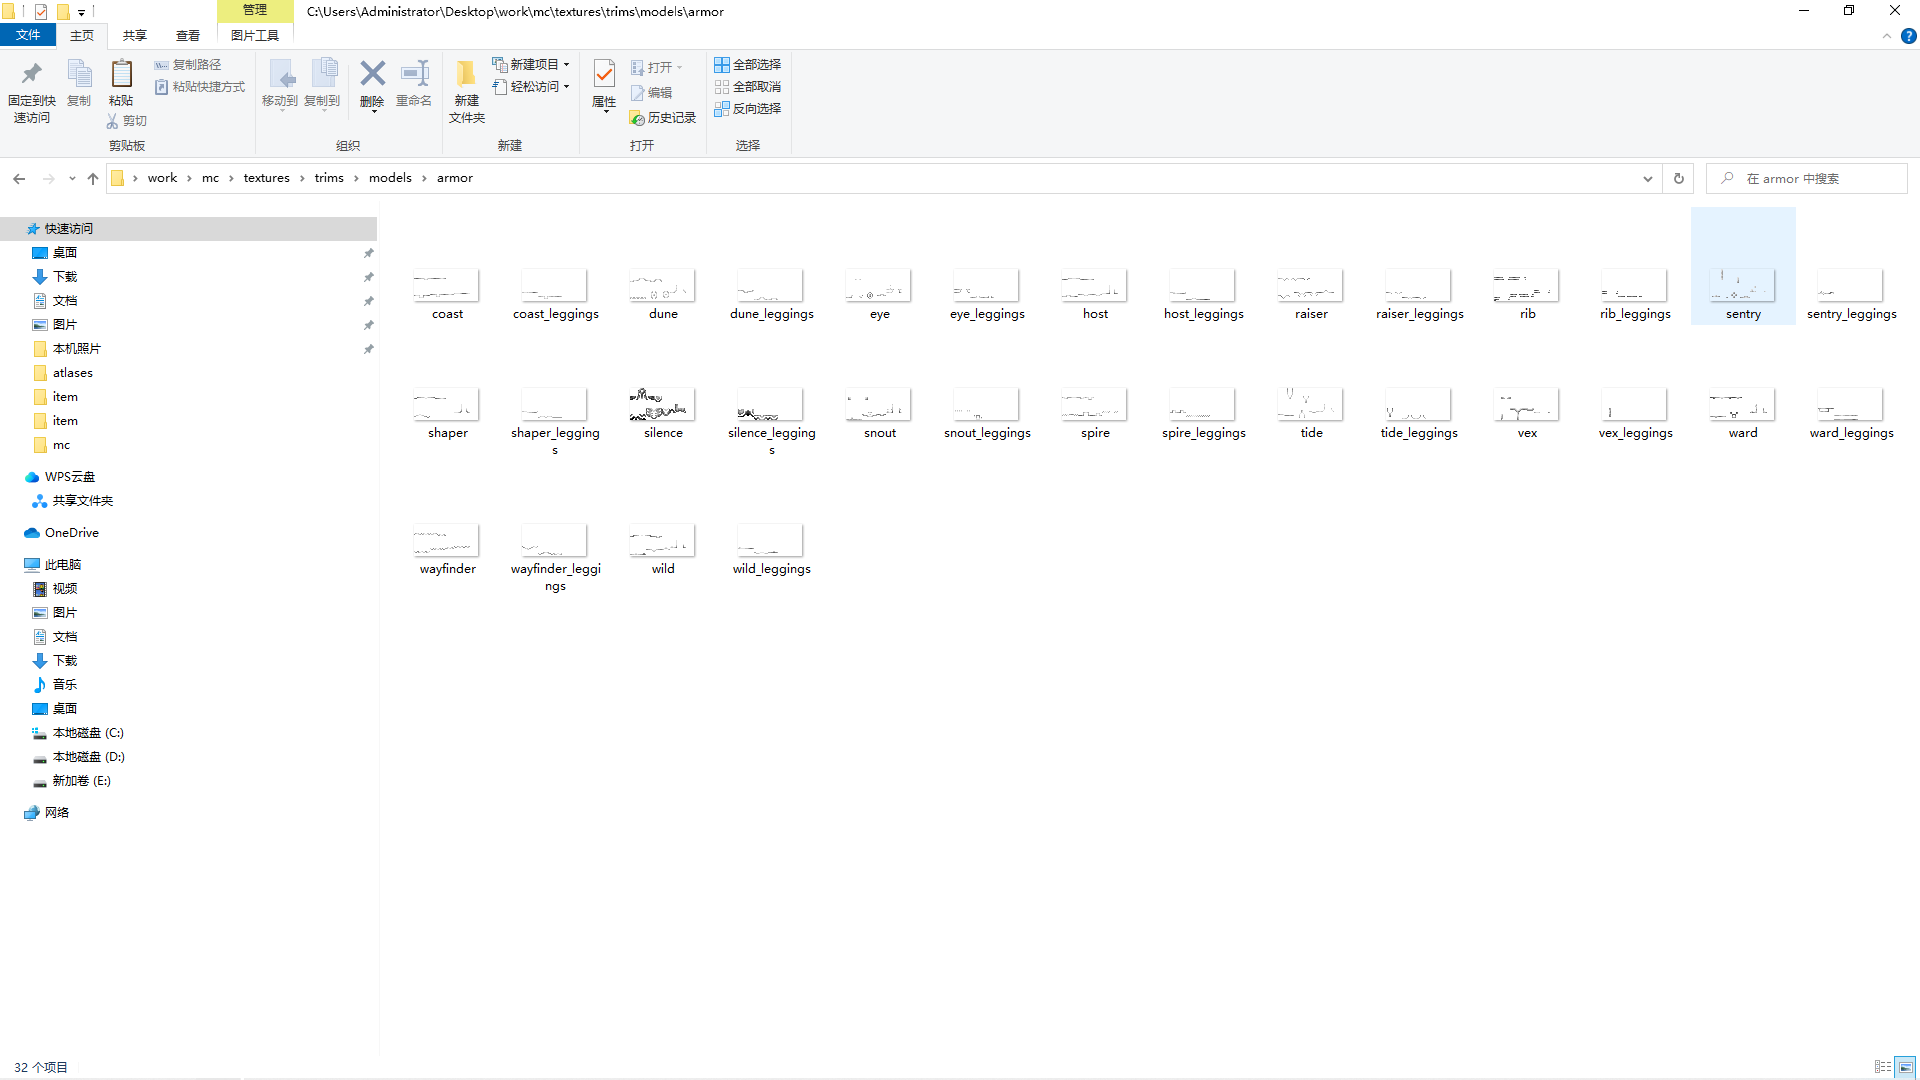 管理
C:\Users\Administrator\Desktop\work\mc\textures\trims\models\armor
文件
主页
共享
查看
图片工具
固定到快速访问
复制
粘贴
复制路径
粘贴快捷方式
剪切
剪贴板
移动到
复制到
删除
重命名
组织
新建
文件夹
新建项目
轻松访问
新建
属性
打开
编辑
历史记录
打开
全部选择
全部取消
反向选择
选择
work
mc
textures
trims
models
armor
在 armor 中搜索
快速访问
桌面
下载
文档
图片
本机照片
atlases
item
item
mc
WPS云盘
共享文件夹
OneDrive
此电脑
视频
图片
文档
下载
音乐
桌面
本地磁盘 (C:)
本地磁盘 (D:)
新加卷 (E:)
网络
coast
coast_leggings
dune
dune_leggings
eye
eye_leggings
host
host_leggings
raiser
raiser_leggings
rib
rib_leggings
sentry
sentry_leggings
shaper
shaper_leggings
silence
silence_leggings
snout
snout_leggings
spire
spire_leggings
tide
tide_leggings
vex
vex_leggings
ward
ward_leggings
wayfinder
wayfinder_leggings
wild
wild_leggings
32 个项目